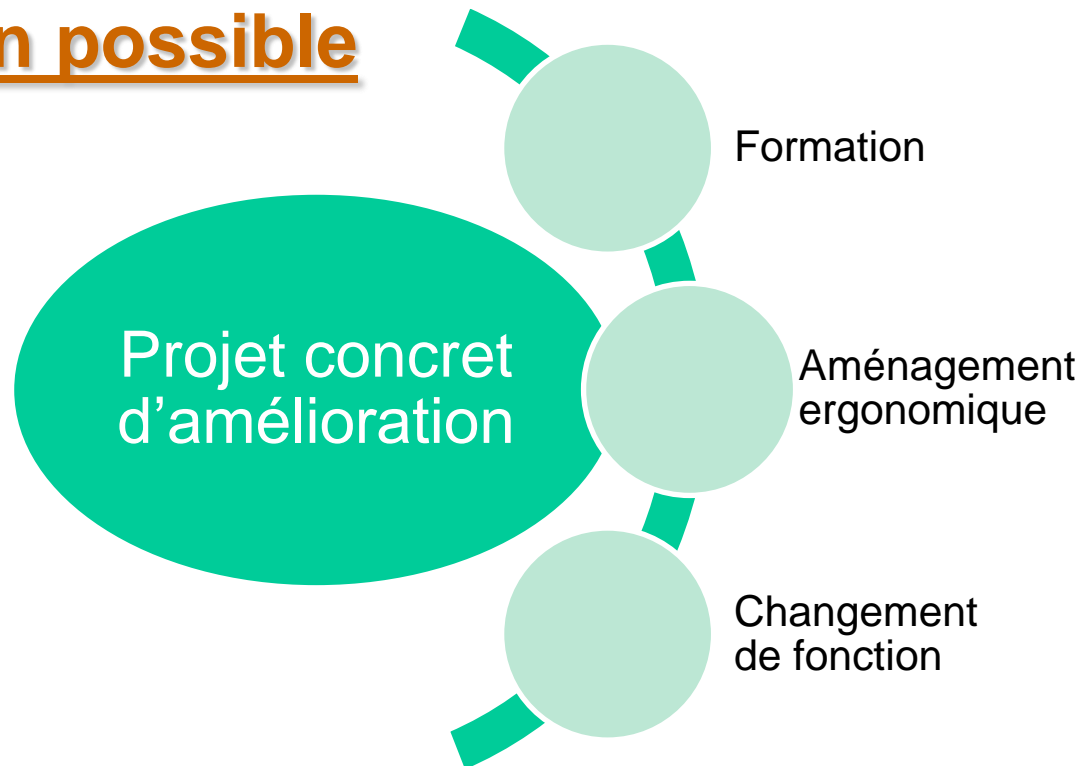 n possible
Formation
Projet concret
d’amélioration
Aménagement
ergonomique
Changement
de fonction